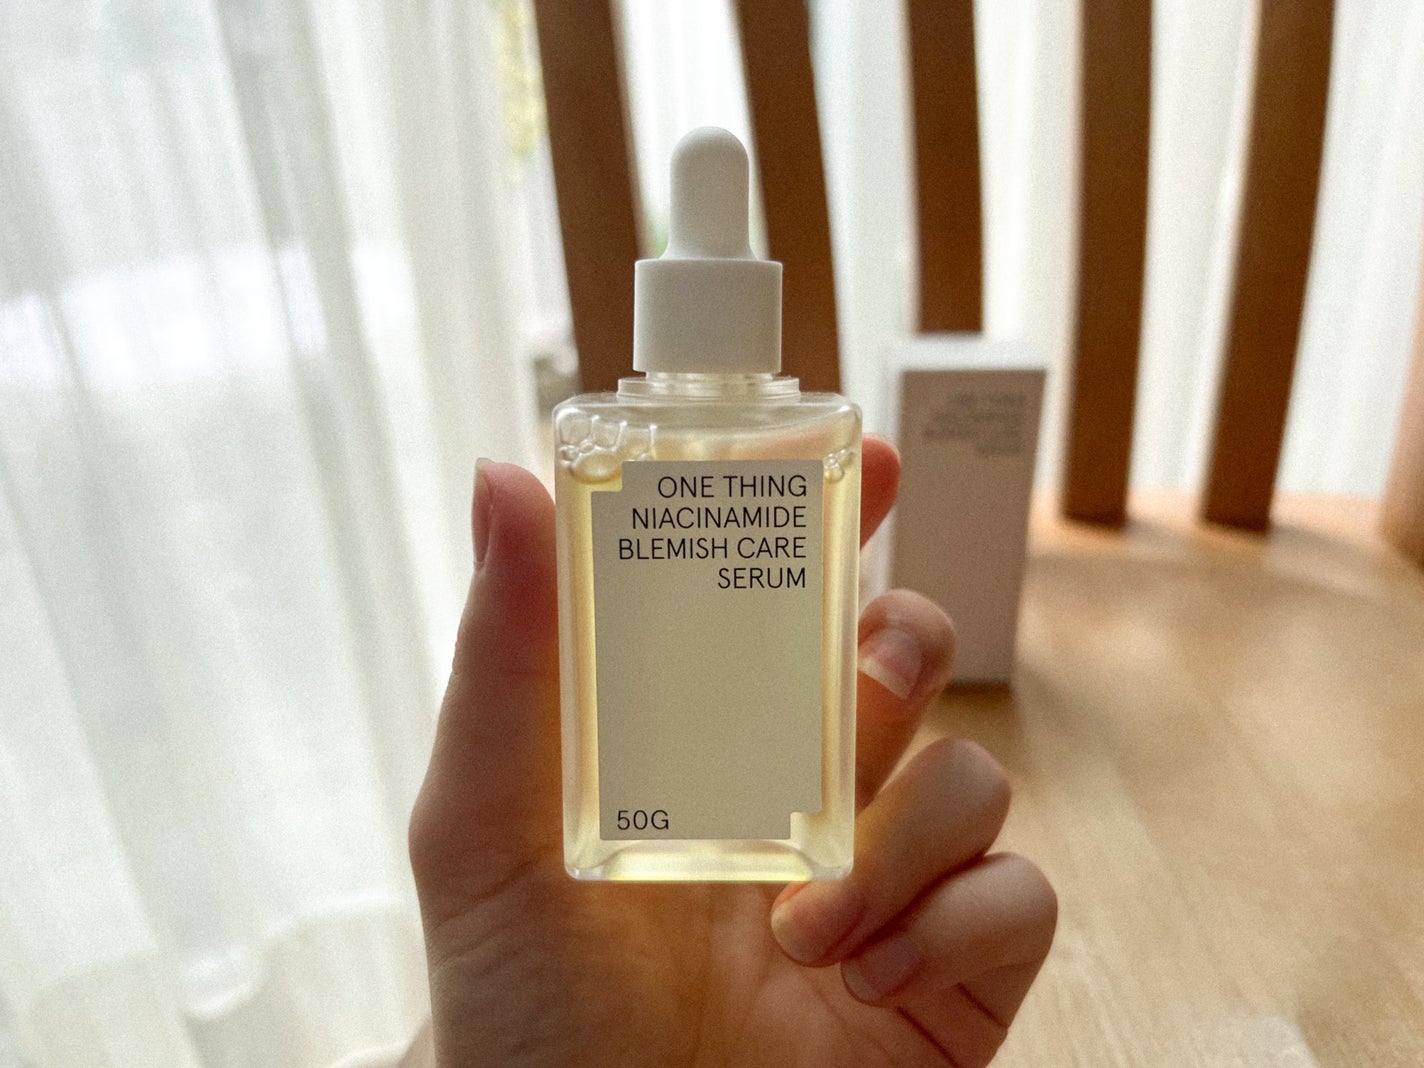 ONE THING
NIACINAMIDE
BLEMISH CARE
SERUM
50G